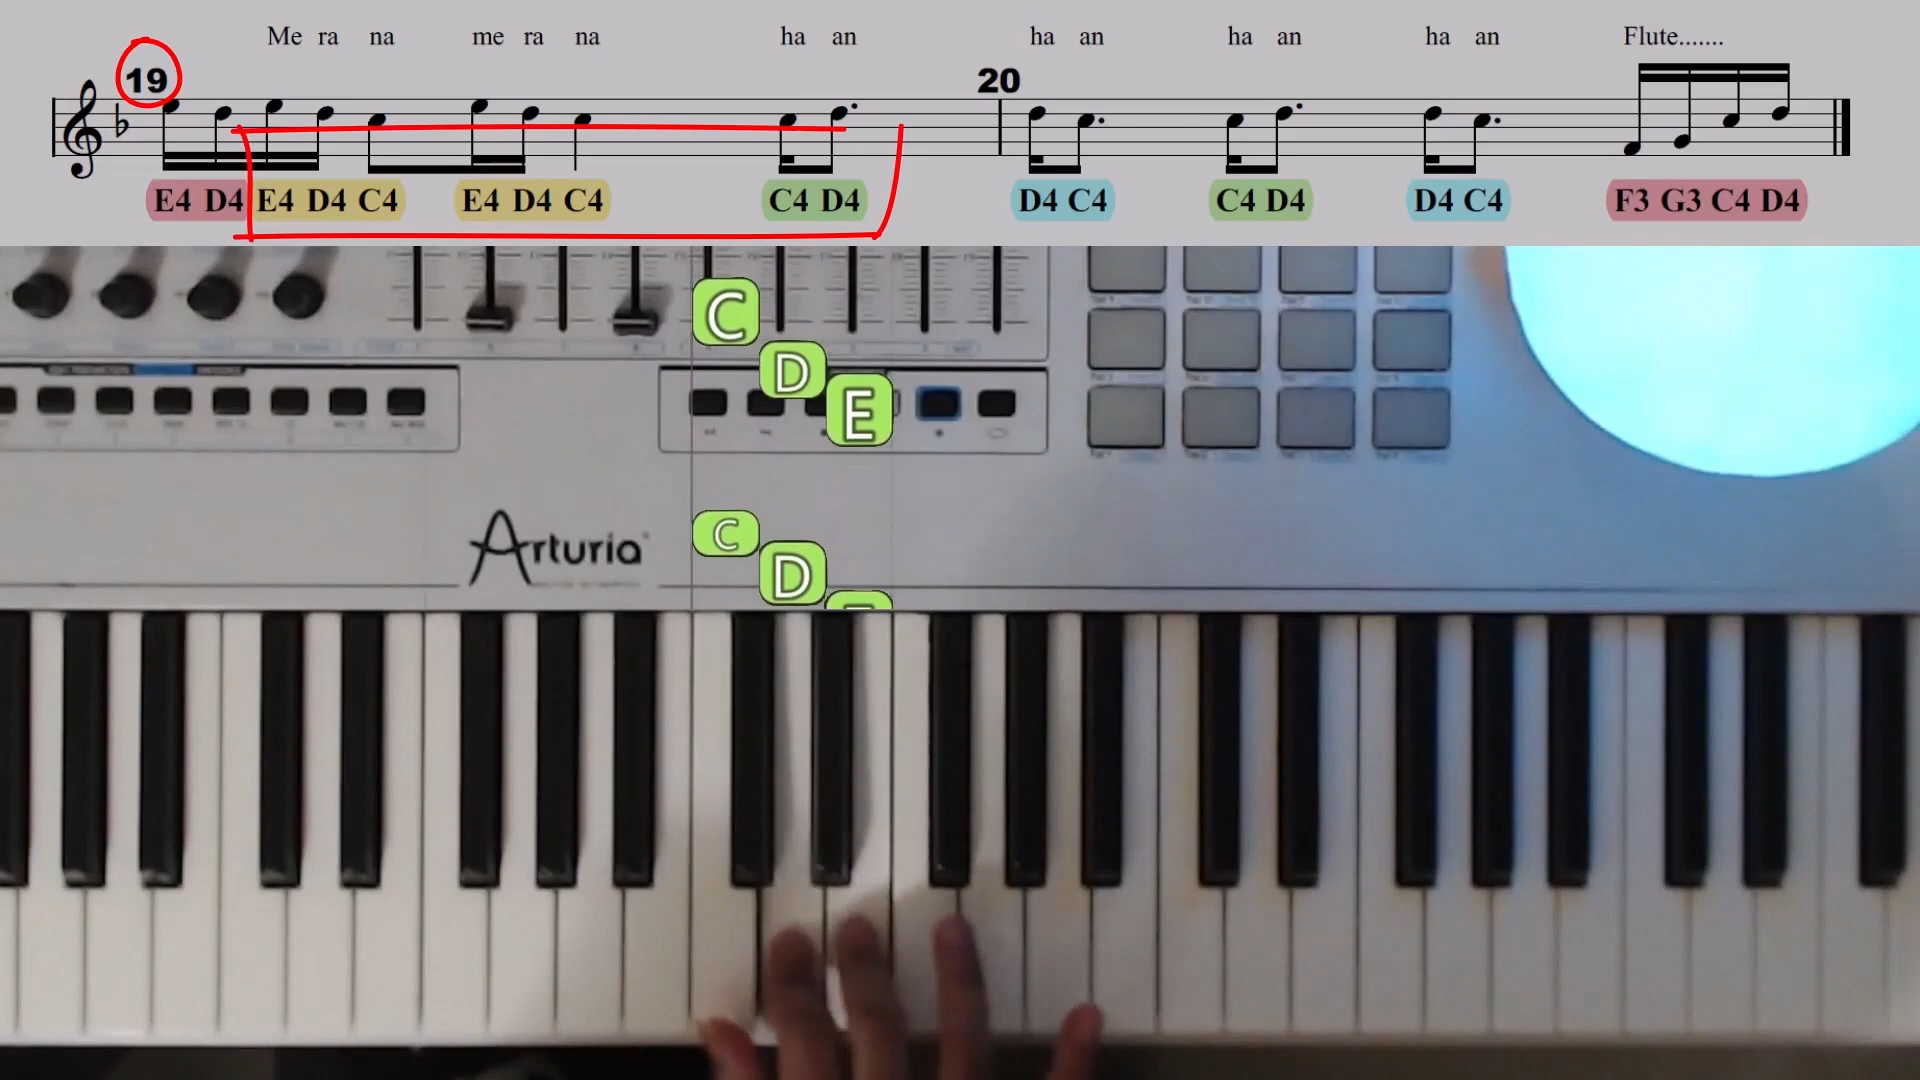 Me ra na me ra na ha an ha an ha an ha an Flute.......
19 20
E4 D4 E4 D4 C4 E4 D4 C4 C4 D4 D4 C4 C4 D4 D4 C4 F3 G3 C4 D4
C
D
E
Arturia
C
D